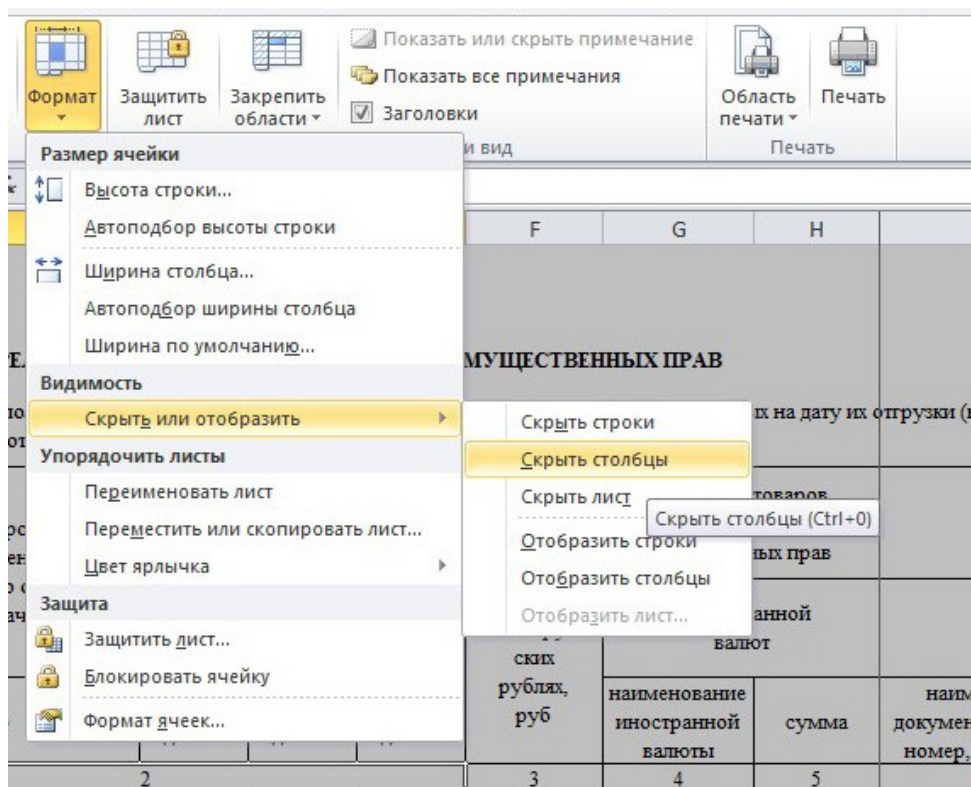 Показать или скрыть примечание
Показать все примечания
Заголовки
Формат
Защитить лист
Закрепить области
Область печати
Печать
и вид
Печать
Размер ячейки
Высота строки...
Автоподбор высоты строки
Ширина столбца...
Автоподбор ширины столбца
Ширина по умолчанию...
Видимость
Скрыть или отобразить
Упорядочить листы
Переименовать лист
Переместить или скопировать лист...
Цвет ярлычка
Защита
Защитить лист...
Блокировать ячейку
Формат ячеек...
Скрыть строки
Скрыть столбцы
Скрыть лист
Скрыть столбцы (Ctrl+0)
Отобразить строки
Отобразить столбцы
Отобразить лист...
F G H
МУЩЕСТВЕННЫХ ПРАВ
х на дату их отгрузки (
товаров
ных прав
анной
валют
ских
рублях,
руб
наименование
иностранной
валюты
сумма
наим
докумен
номер,
2 3 4 5